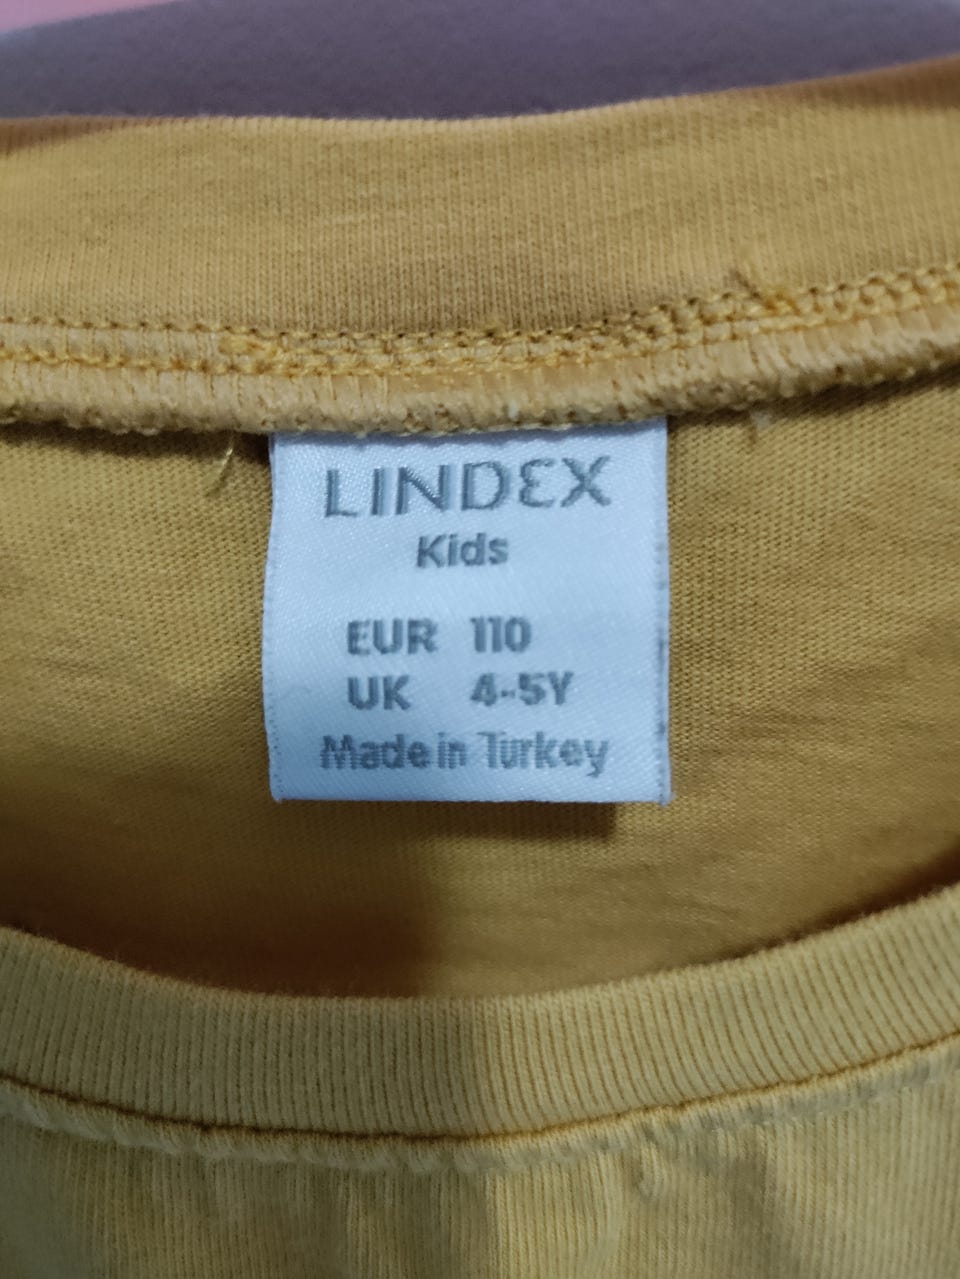 LINDEX
Kids
EUR 110
UK 4-5Y
Made in Turkey